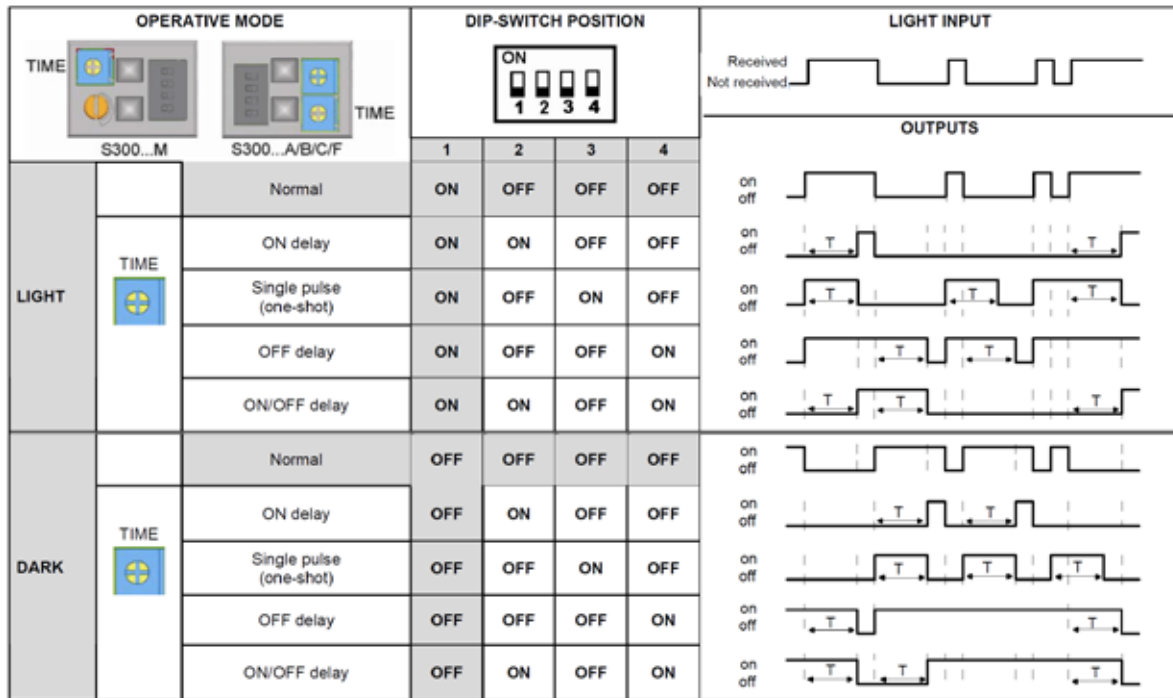 OPERATIVE MODE
DIP-SWITCH POSITION
LIGHT INPUT
TIME
TIME
S300...M
S300...A/B/C/F
ON
1 2 3 4
Received
Not received
OUTPUTS
1 2 3 4
LIGHT
TIME
Normal ON OFF OFF OFF
on
off
ON delay ON ON OFF OFF
on
off
T T
Single pulse
(one-shot)
ON OFF ON OFF
on
off
T T T
OFF delay ON OFF OFF ON
on
off
T T
ON/OFF delay ON ON OFF ON
on
off
T T T
DARK
TIME
Normal OFF OFF OFF OFF
on
off
ON delay OFF ON OFF OFF
on
off
T T
Single pulse
(one-shot)
OFF OFF ON OFF
on
off
T T T
OFF delay OFF OFF OFF ON
on
off
T T
ON/OFF delay OFF ON OFF ON
on
off
T T T